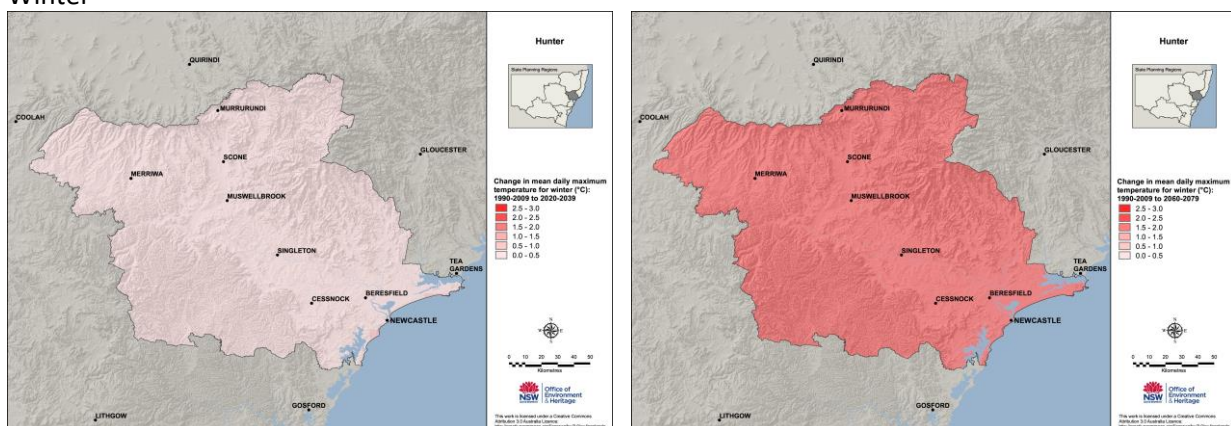 Winter
Hunter
QUIRINDI
State Planning Regions
MURRURUNDI
COOLAH
GLOUCESTER
SCONE
MERRIWA
MUSWELLBROOK
Change in mean daily maximum
temperature for winter (°C):
1990-2009 to 2020-2039
2.5 - 3.0
2.0 - 2.5
1.5 - 2.0
1.0 - 1.5
0.5 - 1.0
0.0 - 0.5
SINGLETON
TEA
GARDENS
CESSNOCK
BERESFIELD
NEWCASTLE
N
E
S
W
0 10 20 30 40 50
Kilometres
NSW
GOVERNMENT
Office of
Environment
& Heritage
GOSFORD
LITHGOW
This work is licensed under a Creative Commons
Attribution 3.0 Australia Licence:
Hunter
QUIRINDI
State Planning Regions
MURRURUNDI
COOLAH
GLOUCESTER
SCONE
MERRIWA
MUSWELLBROOK
Change in mean daily maximum
temperature for winter (°C):
1990-2009 to 2060-2079
2.5 - 3.0
2.0 - 2.5
1.5 - 2.0
1.0 - 1.5
0.5 - 1.0
0.0 - 0.5
SINGLETON
TEA
GARDENS
CESSNOCK
BERESFIELD
NEWCASTLE
N
E
S
W
0 10 20 30 40 50
Kilometres
NSW
GOVERNMENT
Office of
Environment
& Heritage
GOSFORD
LITHGOW
This work is licensed under a Creative Commons
Attribution 3.0 Australia Licence: